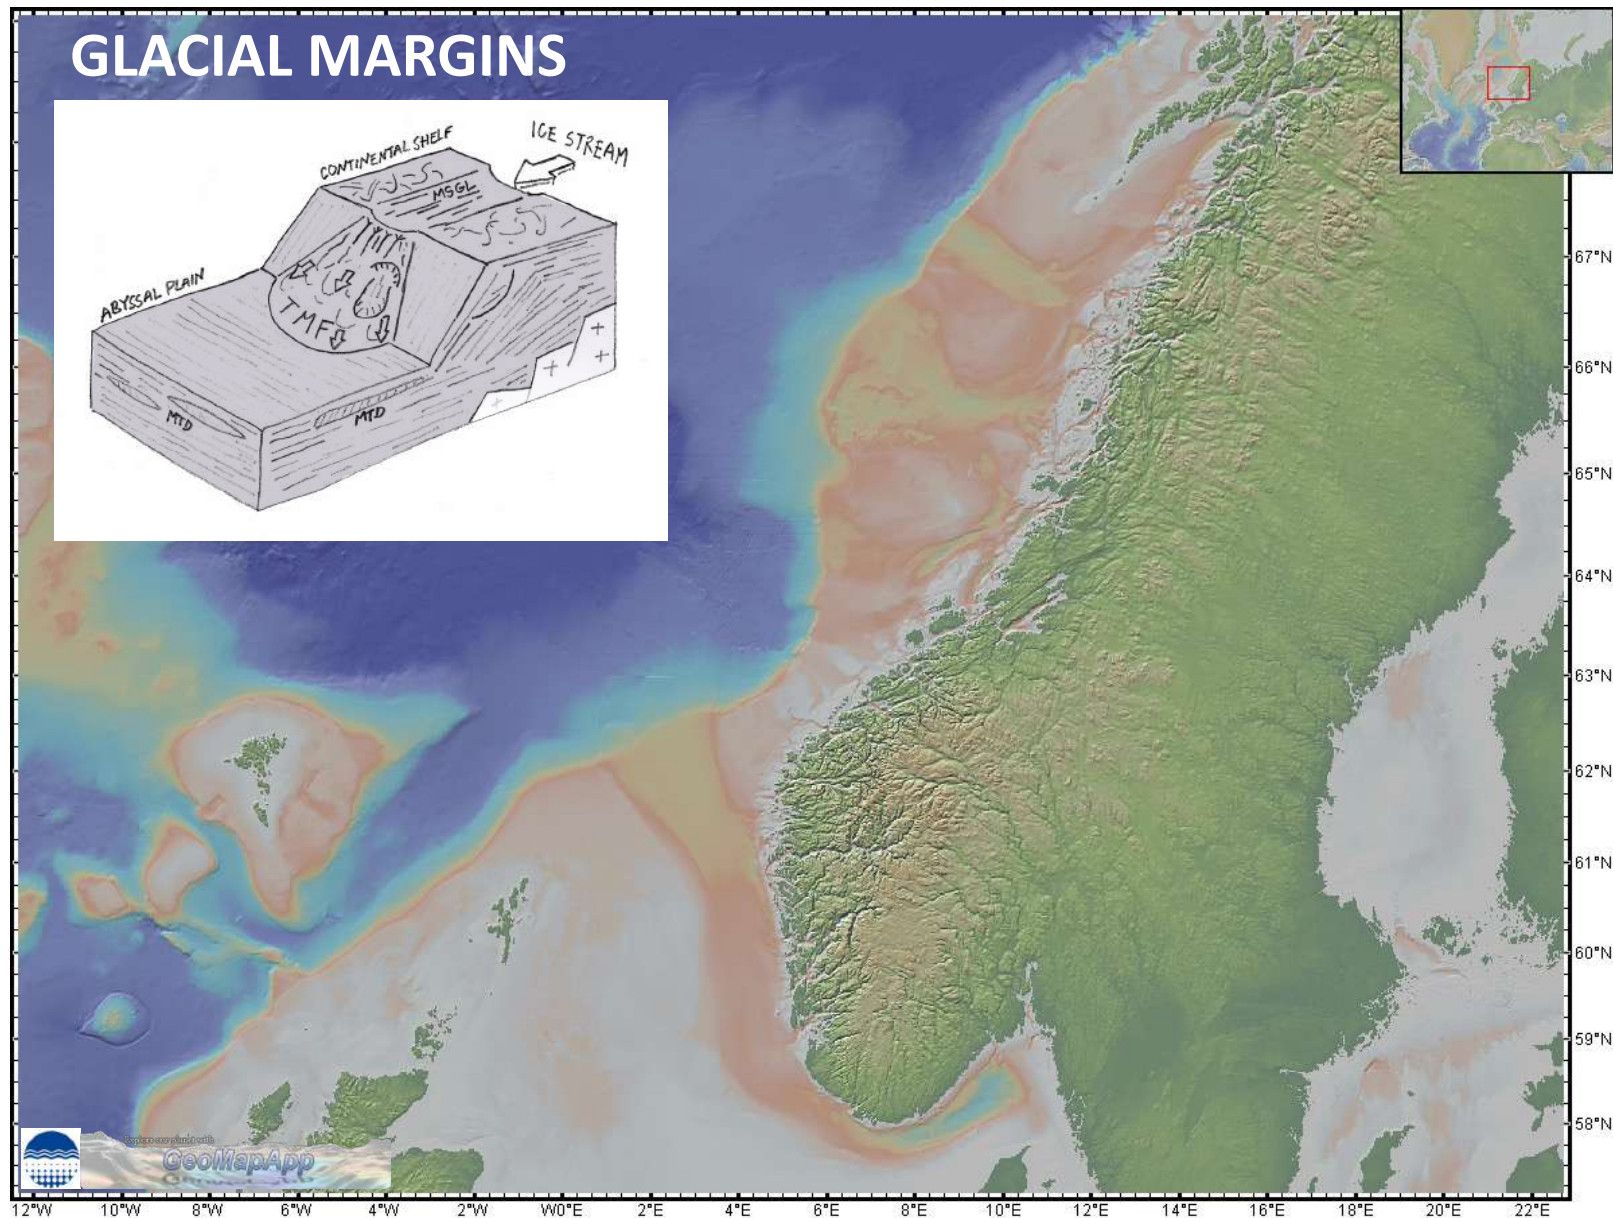 GLACIAL MARGINS
CONTINENTAL SHELF
ICE STREAM
MSGL
ABYSSAL PLAIN
TMF
MTD
MTD
67°N
66°N
65°N
64°N
63°N
62°N
61°N
60°N
59°N
58°N
GeoMapApp
12°W 10°W 8°W 6°W 4°W 2°W W0°E 2°E 4°E 6°E 8°E 10°E 12°E 14°E 16°E 18°E 20°E 22°E